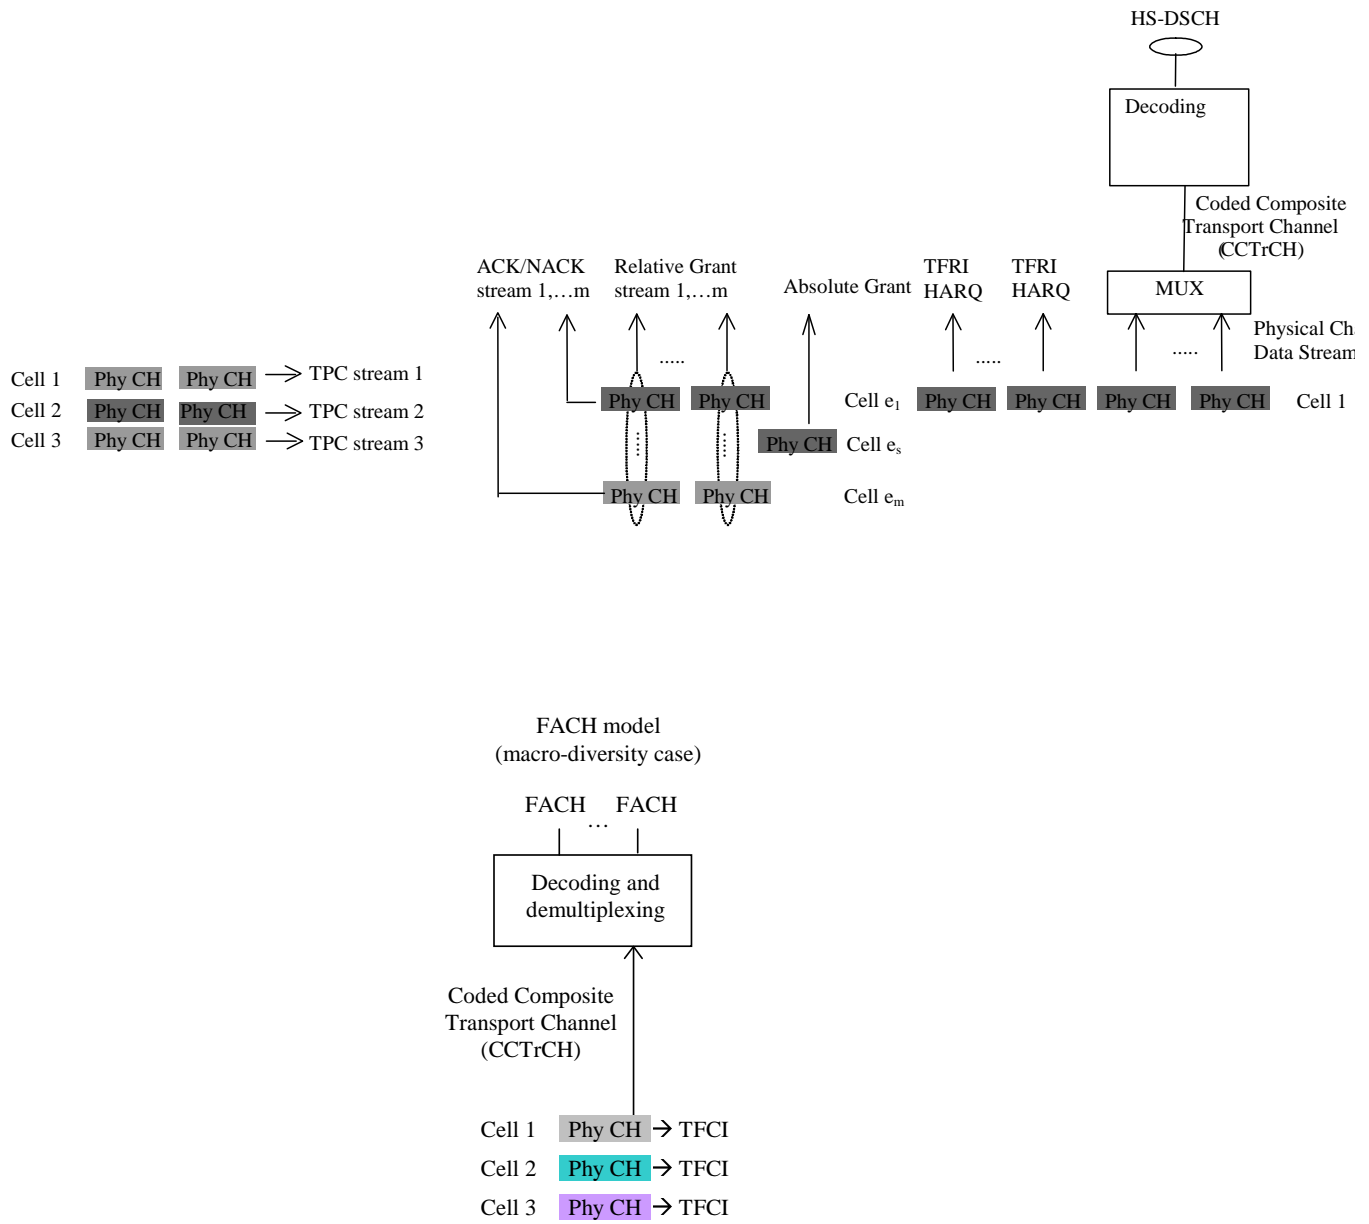 HS-DSCH
Decoding
Coded Composite
Transport Channel
(CCTrCH)
MUX
Physical Cha
Data Stream
ACK/NACK
stream 1,…m
Relative Grant
stream 1,…m
Absolute Grant
TFRI
HARQ
TFRI
HARQ
.....
.....
.....
Cell 1 Phy CH Phy CH TPC stream 1
Cell 2 Phy CH Phy CH TPC stream 2
Cell 3 Phy CH Phy CH TPC stream 3
Phy CH Phy CH Cell e1 Phy CH Phy CH Phy CH Phy CH Cell 1
Phy CH Cell es
Phy CH Phy CH Cell em
FACH model
(macro-diversity case)
FACH … FACH
Decoding and
demultiplexing
Coded Composite
Transport Channel
(CCTrCH)
Cell 1 Phy CH → TFCI
Cell 2 Phy CH → TFCI
Cell 3 Phy CH → TFCI